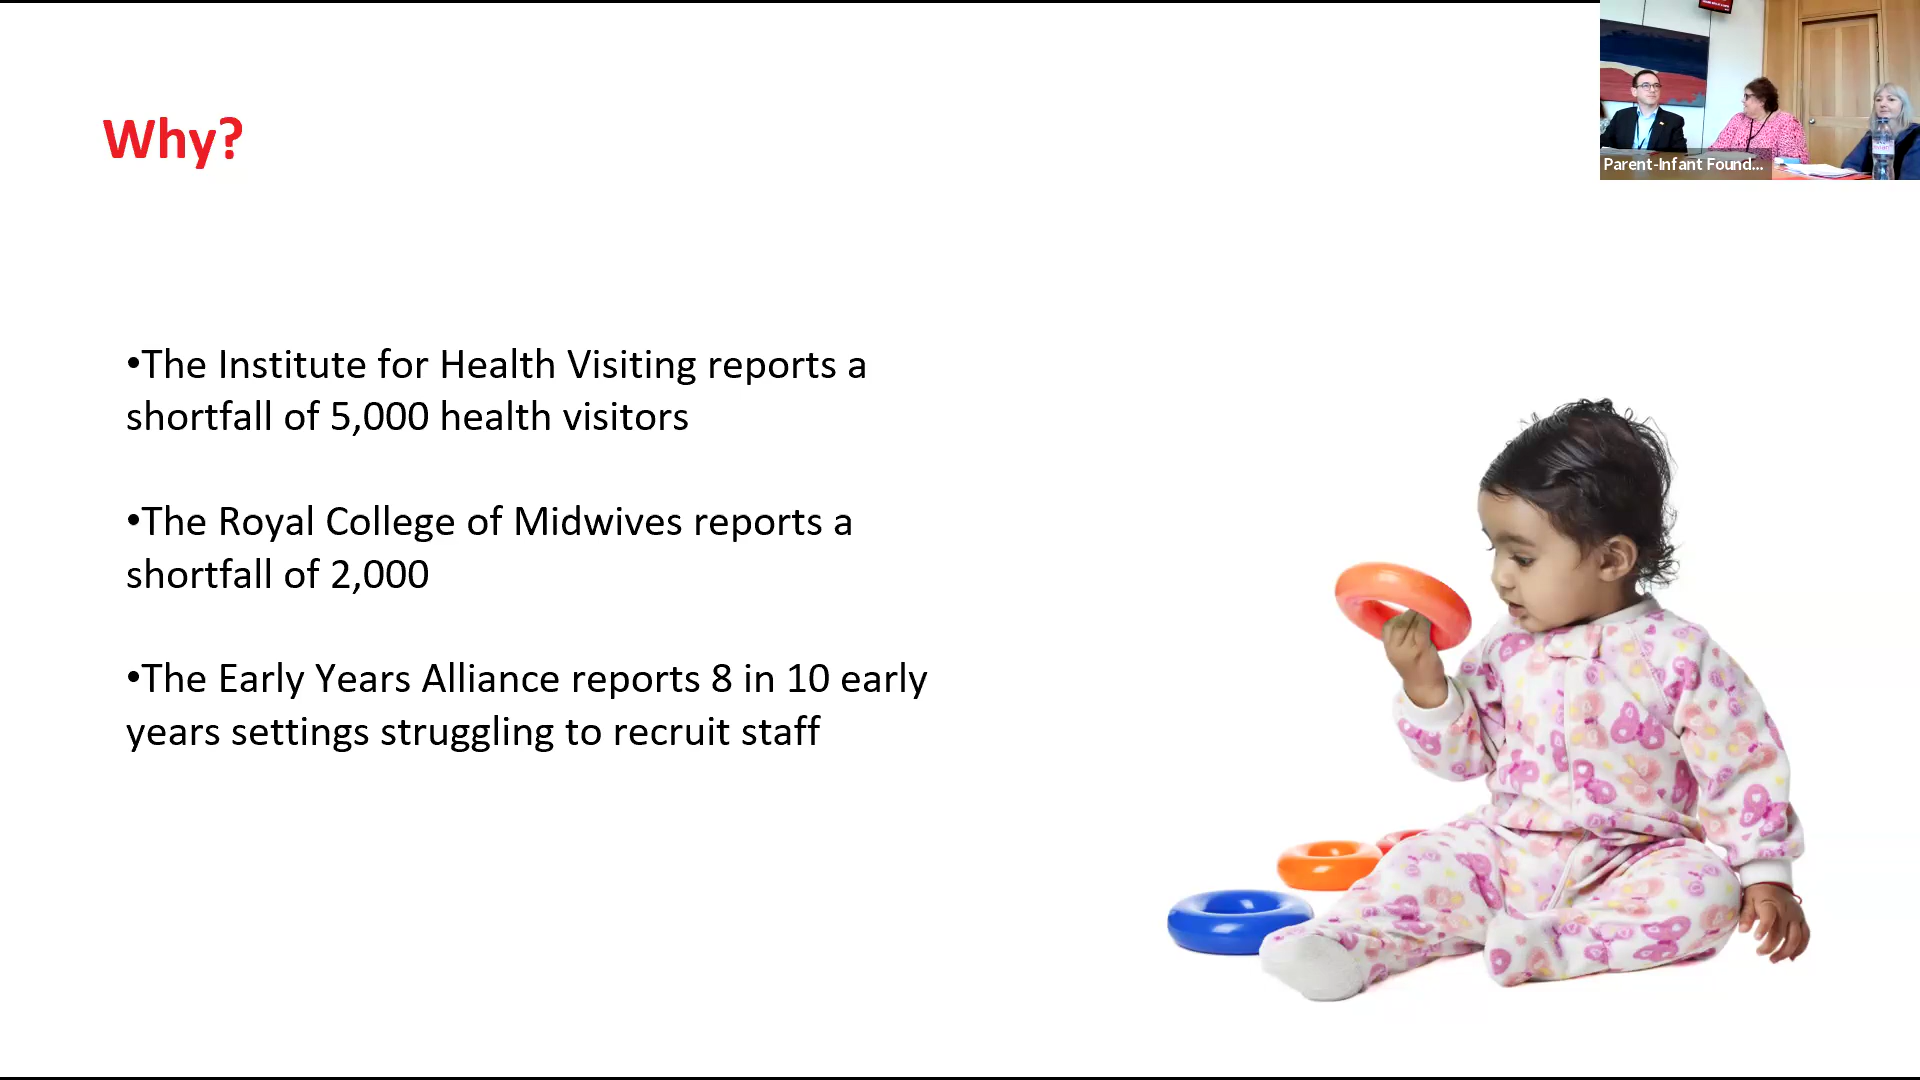 Why?
•The Institute for Health Visiting reports a
shortfall of 5,000 health visitors
•The Royal College of Midwives reports a
shortfall of 2,000
•The Early Years Alliance reports 8 in 10 early
years settings struggling to recruit staff
Parent-Infant Found...